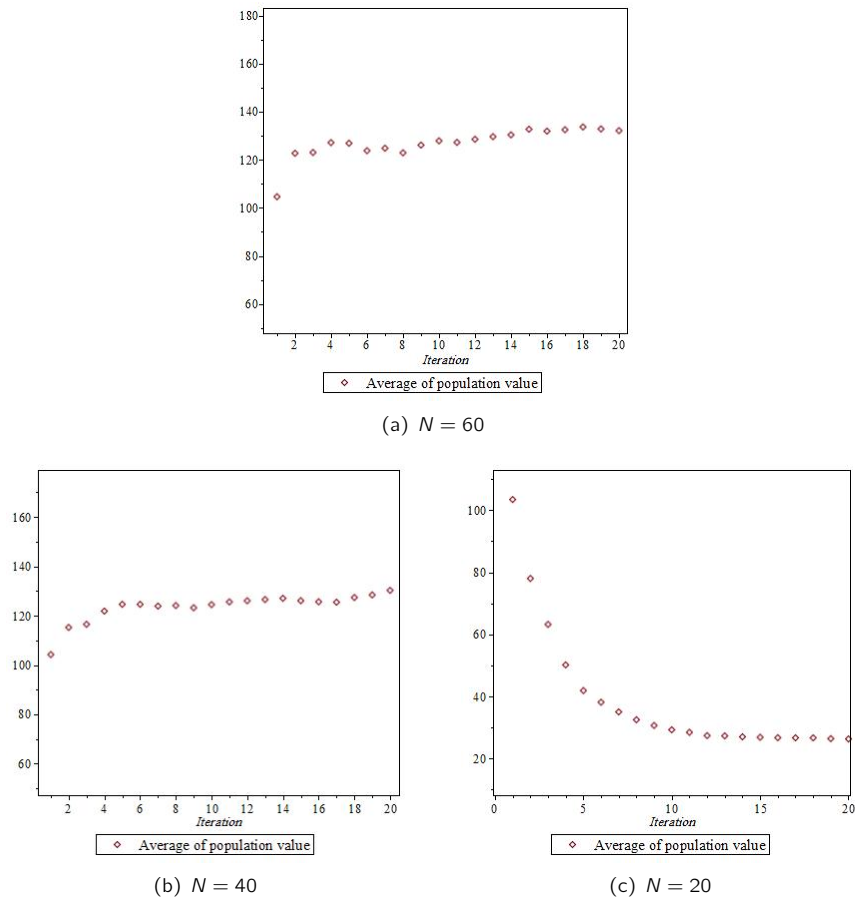 180
160
140
120
100
80
60
2 4 6 8 10 12 14 16 18 20
Iteration
Average of population value
(a) N = 60
160
140
120
100
80
60
2 4 6 8 10 12 14 16 18 20
Iteration
Average of population value
(b) N = 40
100
80
60
40
20
0 5 10 15 20
Iteration
Average of population value
(c) N = 20